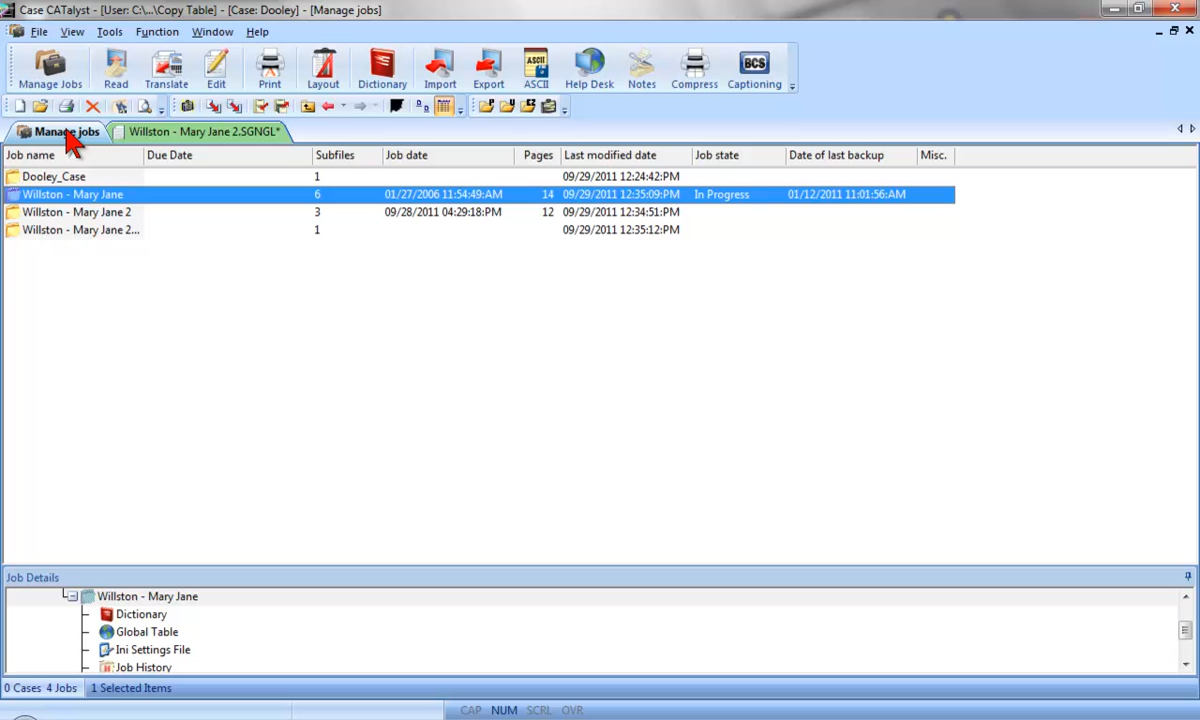 Case CATalyst - [User: C:\...\Copy Table] - [Case: Dooley] - [Manage jobs]
File View Tools Function Window Help
Manage Jobs Read Translate Edit Print Layout Dictionary Import Export ASCII Help Desk Notes Compress BCS Captioning
Manage jobs Willston - Mary Jane 2.SGNGL*
Job name Due Date Subfiles Job date Pages Last modified date Job state Date of last backup Misc.
Dooley_Case 1 09/29/2011 12:24:42:PM
Willston - Mary Jane 6 01/27/2006 11:54:49:AM 14 09/29/2011 12:35:09:PM In Progress 01/12/2011 11:01:56:AM
Willston - Mary Jane 2 3 09/28/2011 04:29:18:PM 12 09/29/2011 12:34:51:PM
Willston - Mary Jane 2... 1 09/29/2011 12:35:12:PM
Job Details
Willston - Mary Jane
Dictionary
Global Table
Ini Settings File
Job History
0 Cases 4 Jobs 1 Selected Items
CAP NUM SCRL OVR